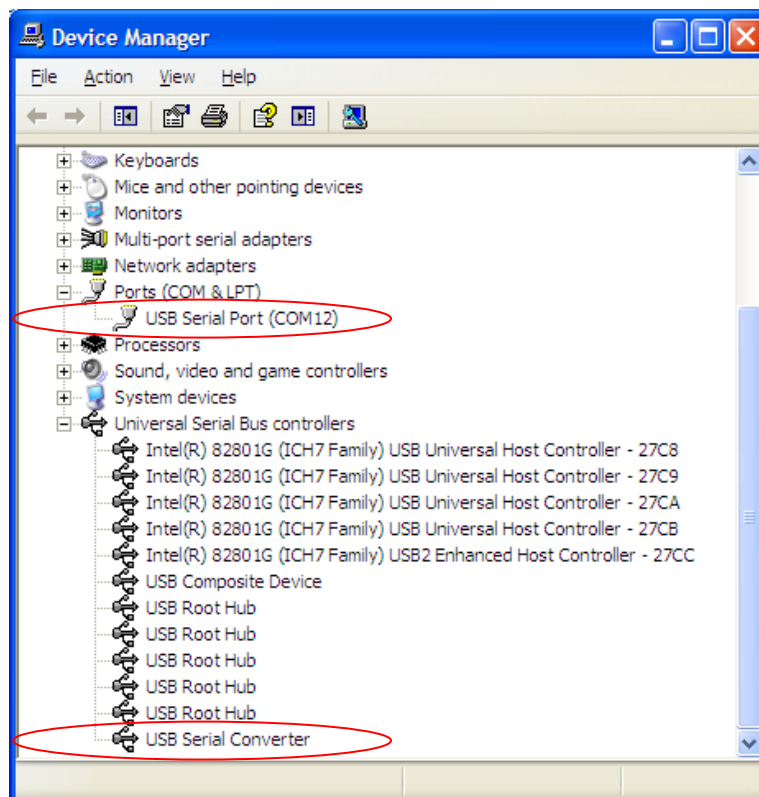 Device Manager
File Action View Help
Keyboards
Mice and other pointing devices
Monitors
Multi-port serial adapters
Network adapters
Ports (COM & LPT)
USB Serial Port (COM12)
Processors
Sound, video and game controllers
System devices
Universal Serial Bus controllers
Intel(R) 82801G (ICH7 Family) USB Universal Host Controller - 27C8
Intel(R) 82801G (ICH7 Family) USB Universal Host Controller - 27C9
Intel(R) 82801G (ICH7 Family) USB Universal Host Controller - 27CA
Intel(R) 82801G (ICH7 Family) USB Universal Host Controller - 27CB
Intel(R) 82801G (ICH7 Family) USB2 Enhanced Host Controller - 27CC
USB Composite Device
USB Root Hub
USB Root Hub
USB Root Hub
USB Root Hub
USB Root Hub
USB Serial Converter